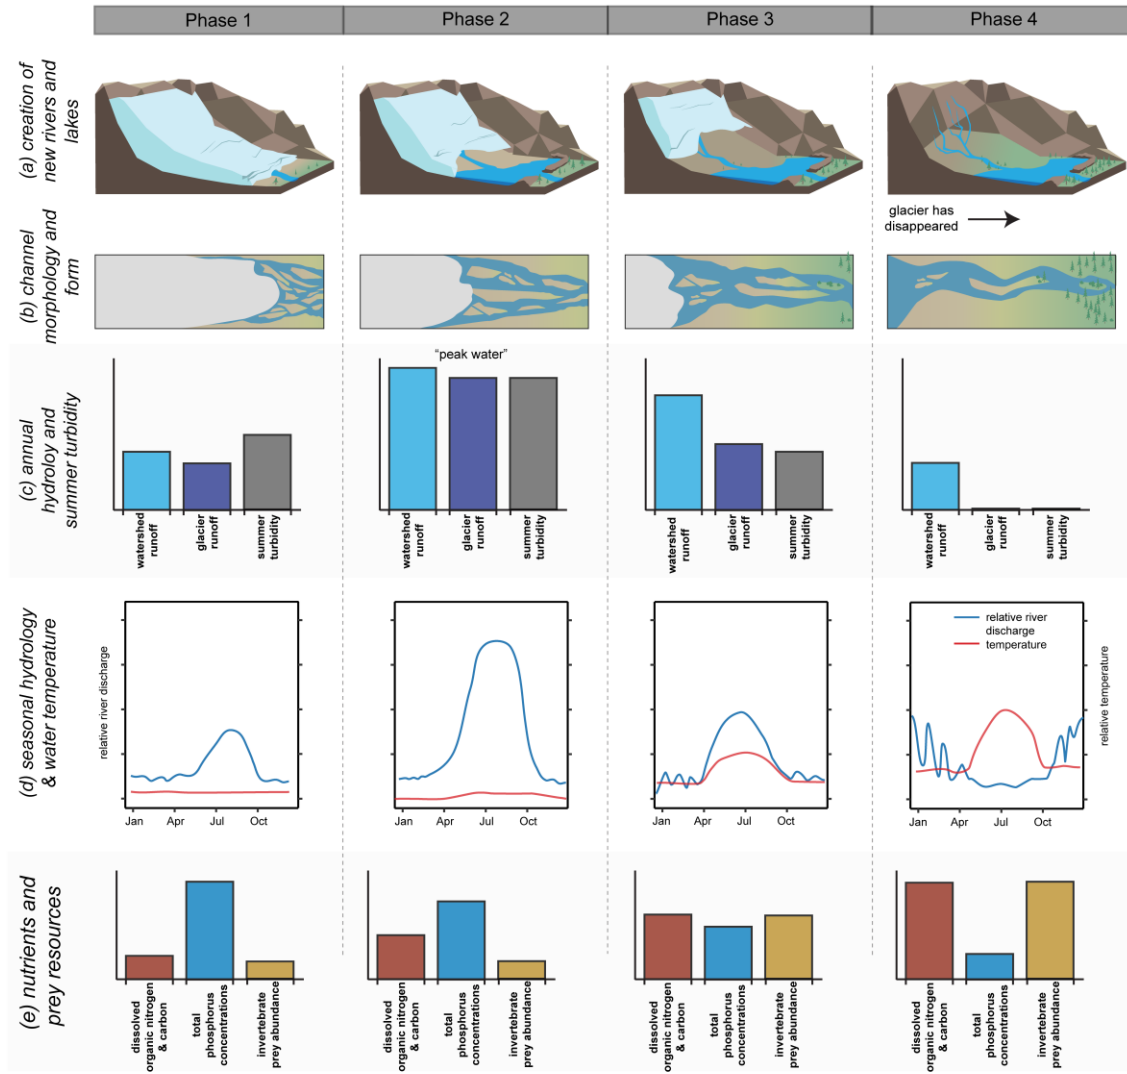 Phase 1
Phase 2
Phase 3
Phase 4
(a) creation of
new rivers and
lakes
glacier has
disappeared
(b) channel
morphology and
form
(c) annual
hydroloy and
summer turbidity
"peak water"
watershed
runoff
glacier
runoff
summer
turbidity
watershed
runoff
glacier
runoff
summer
turbidity
watershed
runoff
glacier
runoff
summer
turbidity
watershed
runoff
glacier
runoff
summer
turbidity
(d) seasonal hydrology
& water temperature
relative river discharge
Jan
Apr
Jul
Oct
Jan
Apr
Jul
Oct
Jan
Apr
Jul
Oct
relative river
discharge
temperature
Jan
Apr
Jul
Oct
relative temperature
(e) nutrients and
prey resources
dissolved
organic nitrogen
& carbon
total
phosphorus
concentrations
invertebrate
prey abundance
dissolved
organic nitrogen
& carbon
total
phosphorus
concentrations
invertebrate
prey abundance
dissolved
organic nitrogen
& carbon
total
phosphorus
concentrations
invertebrate
prey abundance
dissolved
organic nitrogen
& carbon
total
phosphorus
concentrations
invertebrate
prey abundance